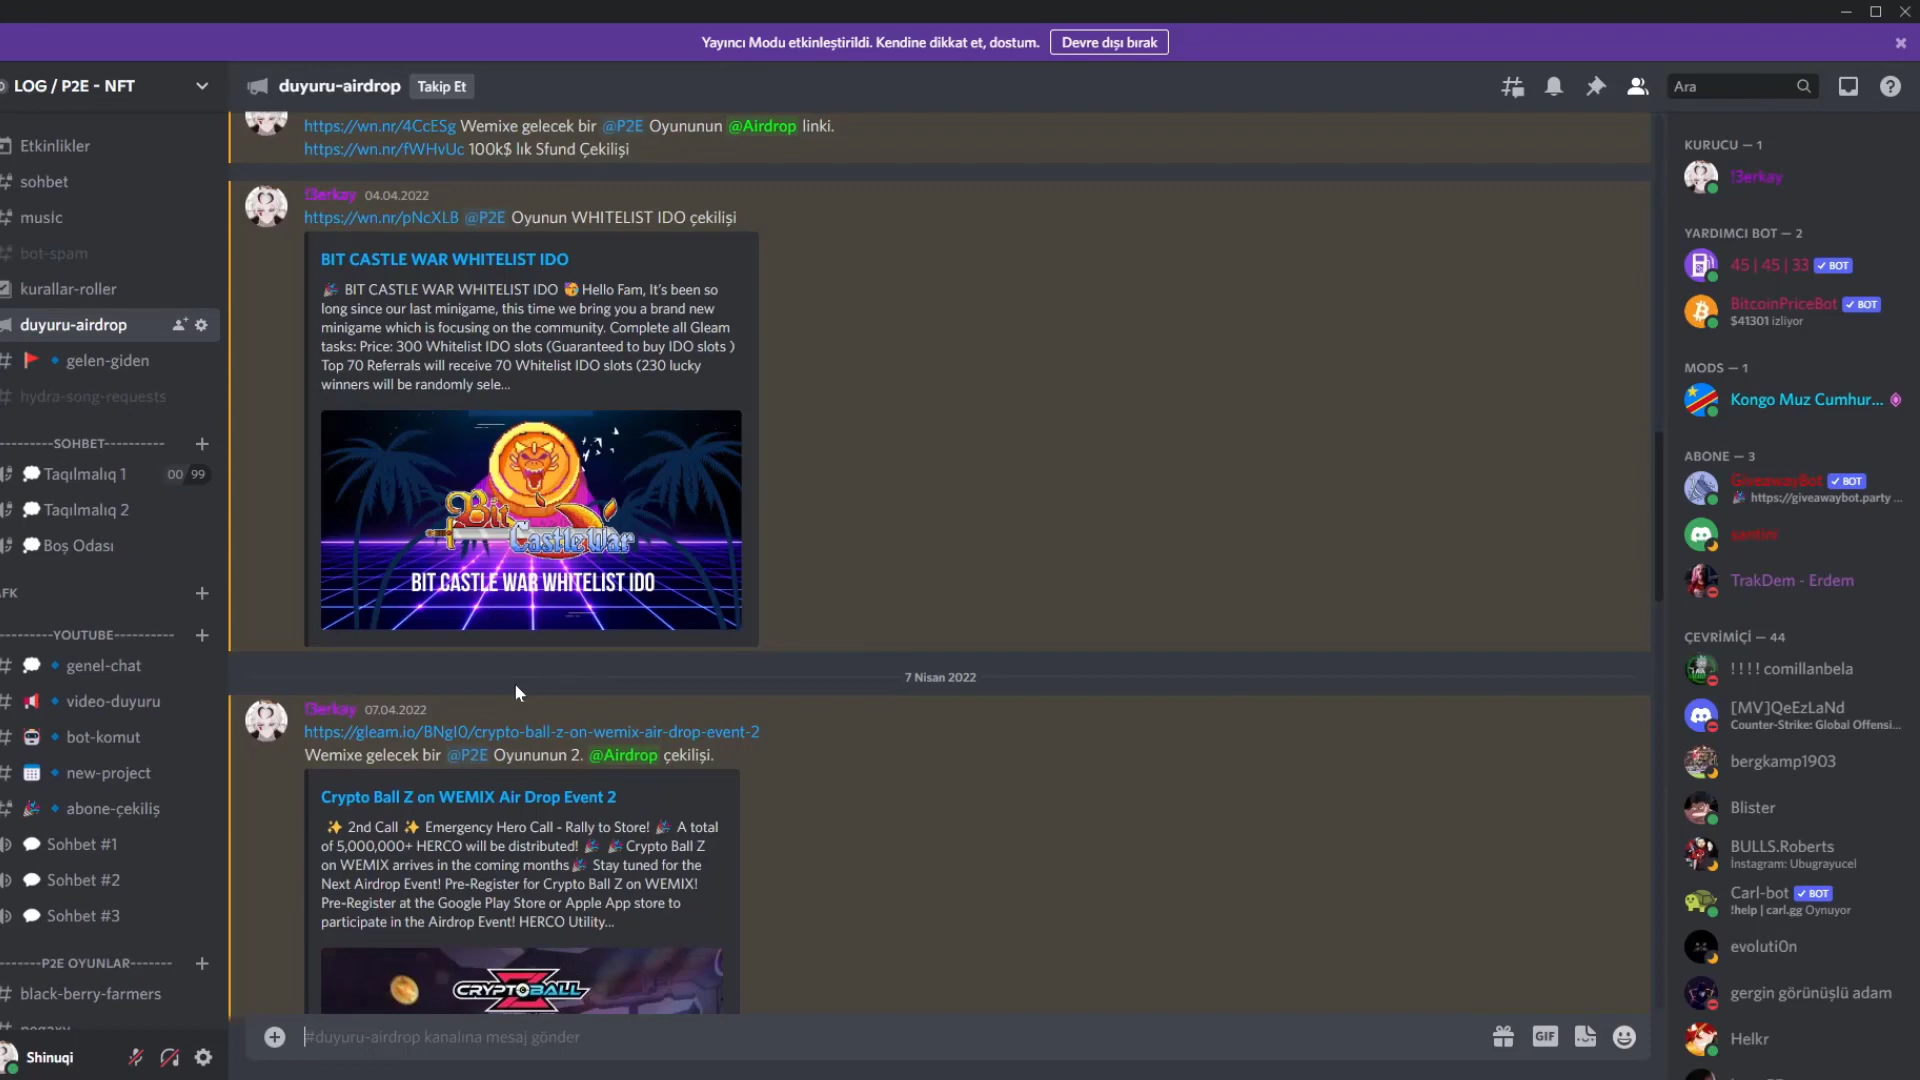 Yayıncı Modu etkinleştirildi. Kendine dikkat et, dostum. Devre dışı bırak
LOG / P2E - NFT
Etkinlikler
sohbet
music
bot-spam
kurallar-roller
duyuru-airdrop
gelen-giden
hydra-song-requests
---------SOHBET----------
Taqılmalıq 1 00 99
Taqılmalıq 2
Boş Odası
FK
---------YOUTUBE----------
genel-chat
video-duyuru
bot-komut
new-project
abone-çekiliş
Sohbet #1
Sohbet #2
Sohbet #3
-------P2E OYUNLAR-------
black-berry-farmers
Shinuqi
duyuru-airdrop Takip Et
Ara
https://wn.nr/4CcESg Wemixe gelecek bir @P2E Oyununun @Airdrop linki.
https://wn.nr/fWHvUc 100k$ lık Sfund Çekilişi
!3erkay 04.04.2022
https://wn.nr/pNcXLB @P2E Oyunun WHITELIST IDO çekilişi
BIT CASTLE WAR WHITELIST IDO
🎉 BIT CASTLE WAR WHITELIST IDO 🥳 Hello Fam, It's been so
long since our last minigame, this time we bring you a brand new
minigame which is focusing on the community. Complete all Gleam
tasks: Price: 300 Whitelist IDO slots (Guaranteed to buy IDO slots )
Top 70 Referrals will receive 70 Whitelist IDO slots (230 lucky
winners will be randomly sele...
Bit
CastleWar
BIT CASTLE WAR WHITELIST IDO
7 Nisan 2022
!3erkay 07.04.2022
https://gleam.io/BNgI0/crypto-ball-z-on-wemix-air-drop-event-2
Wemixe gelecek bir @P2E Oyununun 2. @Airdrop çekilişi.
Crypto Ball Z on WEMIX Air Drop Event 2
✨ 2nd Call ✨ Emergency Hero Call - Rally to Store! 🎉 A total
of 5,000,000+ HERCO will be distributed! 🎉 🎉 Crypto Ball Z
on WEMIX arrives in the coming months🎉 Stay tuned for the
Next Airdrop Event! Pre-Register for Crypto Ball Z on WEMIX!
Pre-Register at the Google Play Store or Apple App store to
participate in the Airdrop Event! HERCO Utility...
CRYPTOBALL
#duyuru-airdrop kanalına mesaj gönder
GIF
KURUCU — 1
!3erkay
YARDIMCI BOT — 2
45 | 45 | 33 ✓ BOT
BitcoinPriceBot ✓ BOT
$41301 izliyor
MODS — 1
Kongo Muz Cumhur...
ABONE — 3
GiveawayBot ✓ BOT
🎉 https://giveawaybot.party ...
TrakDem - Erdem
ÇEVRİMİÇİ — 44
! ! ! ! comillanbela
[MV]QeEzLaNd
Counter-Strike: Global Offensi...
bergkamp1903
Blister
BULLS.Roberts
İnstagram: Ubugrayucel
Carl-bot ✓ BOT
!help | carl.gg Oynuyor
evoluti0n
gergin görünüşlü adam
Helkr